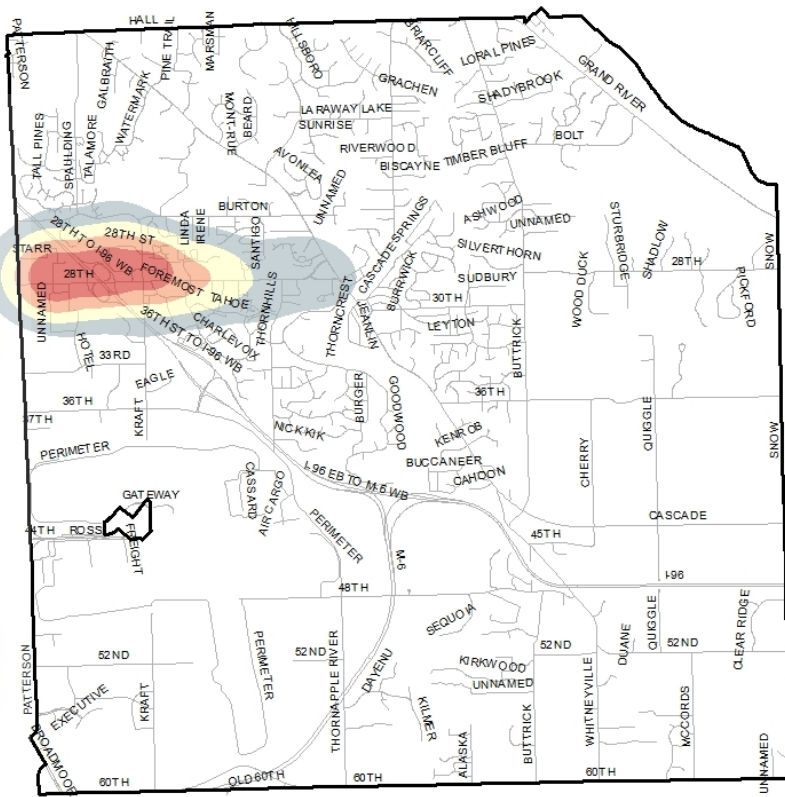 HALL
PATTERSON
GALBRAITH
PINE TRAIL
MARSMAN
HILLSBORO
BRIARCLIFF
LORAL PINES
GRAND RIVER
GRACHEN
SHADYBROOK
WATERMARK
TALL PINES
SPAULDING
TALAMORE
MONTCUE
BEARD
LARAWAY LAKE
SUNRISE
BOLT
RIVERWOOD
BISCAYNE
TIMBER BLUFF
AVONLEA
UNNAMED
BURTON
LINDA
IRENE
SANTIGO
CASCADE SPRINGS
ASHWOOD
UNNAMED
STURBRIDGE
SHADLOW
SNOW
28TH ST
28TH TO I-96 WB
STARR
28TH
FOREMOST
TAHOE
SILVERTHORN
SUDBURY
28TH
WOOD DUCK
PICKFORD
BURRWICK
30TH
THORNHILLS
THORNCREST
JEANLIN
LEYTON
BUTTRICK
UNNAMED
36TH ST TO I-96 WB
CHARLEVOIX
HOTEL
33RD
EAGLE
36TH
37TH
KRAFT
BURGER
GOODWOOD
36TH
QUIGGLE
NICKKIK
KENROB
SNOW
PERIMETER
I-96 EB TO M-6 WB
BUCCANEER
CAHOON
CHERRY
CASSARD
AIR CARGO
GATEWAY
44TH
ROSS
FREIGHT
PERIMETER
M-6
45TH
CASCADE
48TH
I-96
SEQUOIA
QUIGGLE
DUANE
CLEAR RIDGE
52ND
52ND
52ND
52ND
PATTERSON
PERIMETER
THORNAPPLE RIVER
DAYENU
KIRKWOOD
UNNAMED
EXECUTIVE
KRAFT
KILMER
ALASKA
BUTTRICK
WHITNEYVILLE
MCCORDS
UNNAMED
BROADMOOR
60TH
OLD 60TH
60TH
60TH